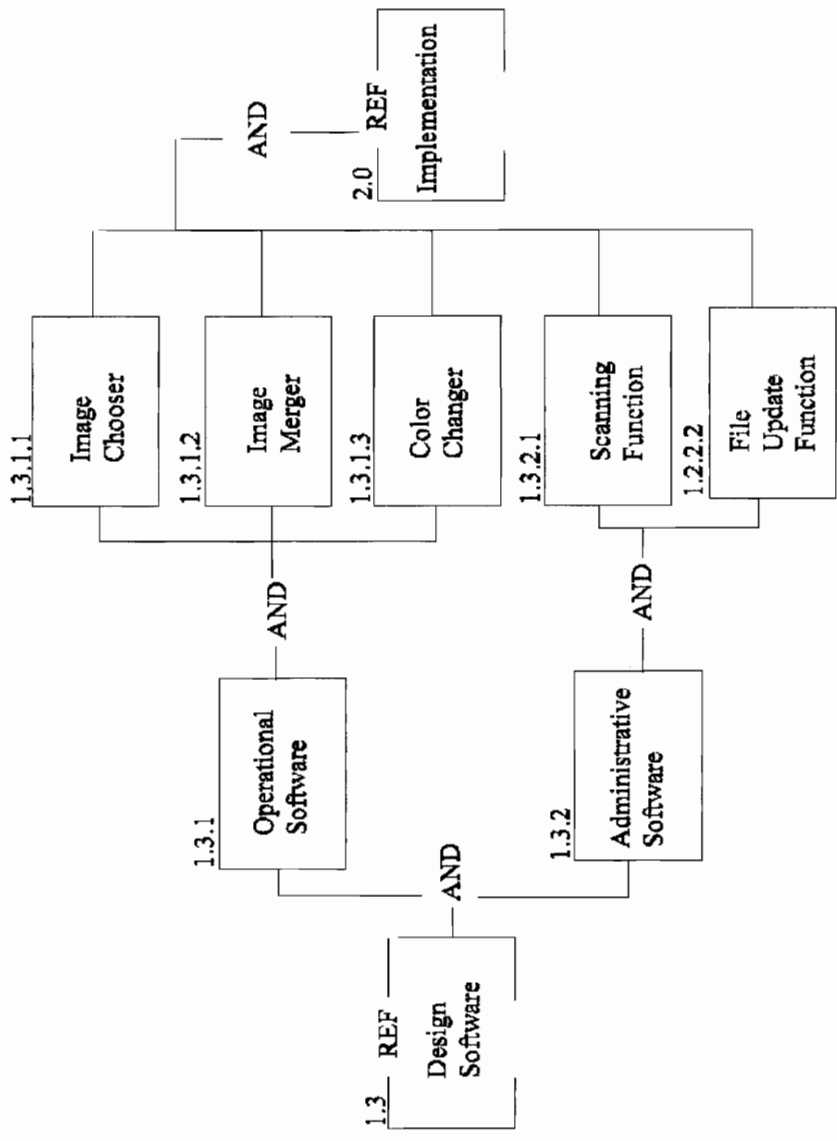 1.3
REF
Design
Software
AND
1.3.1
Operational
Software
AND
1.3.2
Administrative
Software
AND
1.3.1.1
Image
Chooser
1.3.1.2
Image
Merger
1.3.1.3
Color
Changer
1.3.2.1
Scanning
Function
1.2.2.2
File
Update
Function
AND
2.0
REF
Implementation